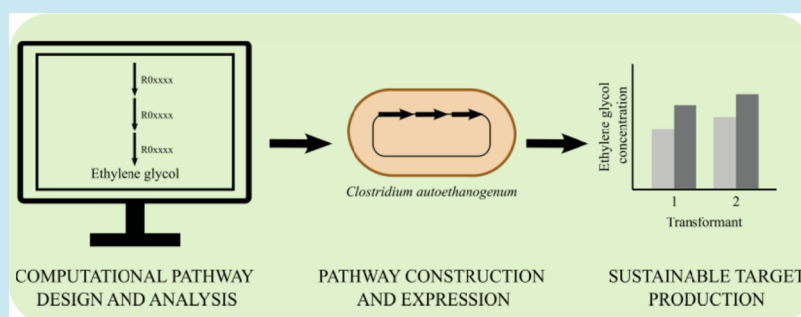 R0xxxx
R0xxxx
R0xxxx
Ethylene glycol
Clostridium autoethanogenum
Ethylene glycol
concentration
1 2
Transformant
COMPUTATIONAL PATHWAY
DESIGN AND ANALYSIS
PATHWAY CONSTRUCTION
AND EXPRESSION
SUSTAINABLE TARGET
PRODUCTION